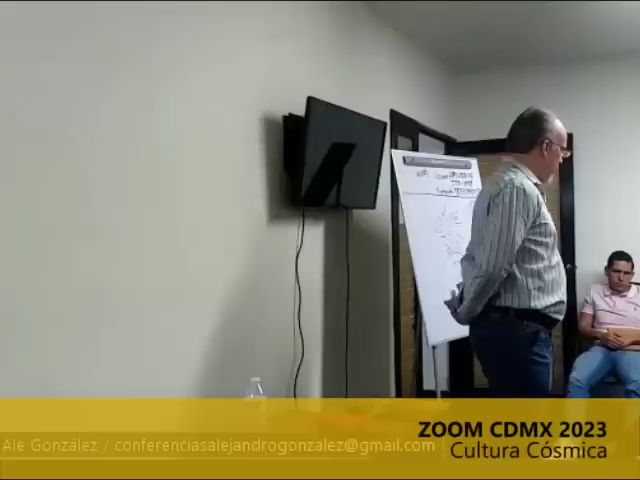 ZOOM CDMX 2023
Ale González / conferenciasalejandrogonzalez@gmail.com
Cultura Cósmica